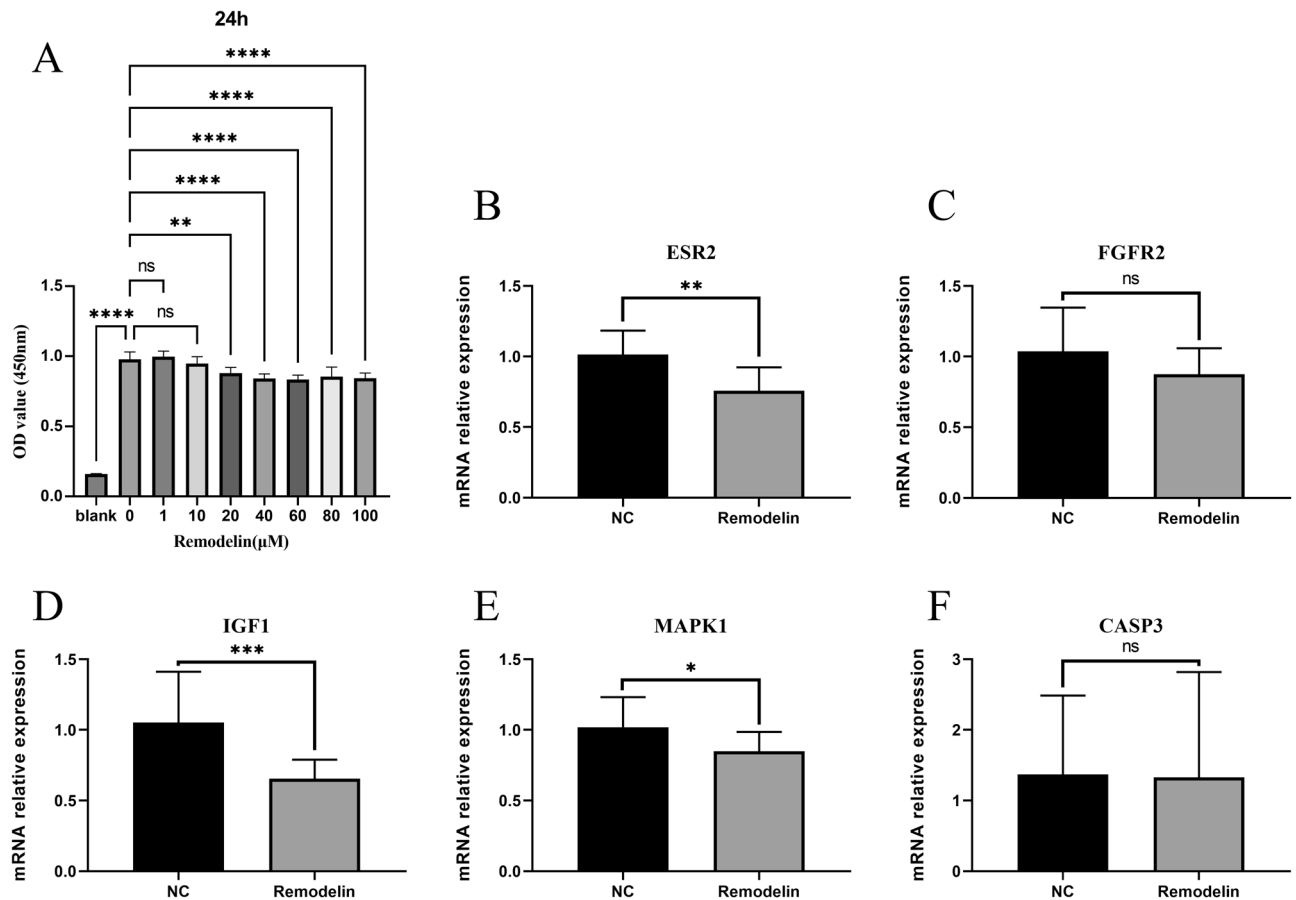 24h
A
****
****
****
****
**
ns
**** ns
1.5
1.0
0.5
0.0
OD value (450nm)
blank 0 1 10 20 40 60 80 100
Remodelin(μM)
B
ESR2
**
1.5
1.0
0.5
0.0
mRNA relative expression
NC Remodelin
C
FGFR2
ns
1.5
1.0
0.5
0.0
mRNA relative expression
NC Remodelin
D
IGF1
***
1.5
1.0
0.5
0.0
mRNA relative expression
NC Remodelin
E
MAPK1
*
1.5
1.0
0.5
0.0
mRNA relative expression
NC Remodelin
F
CASP3
ns
3
2
1
0
mRNA relative expression
NC Remodelin